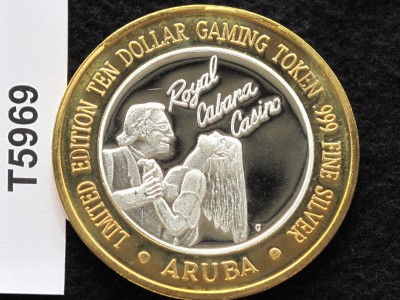 T5969
LIMITED EDITION TEN DOLLAR GAMING TOKEN .999 FINE SILVER
Royal
Cabana
Casino
G
• ARUBA •